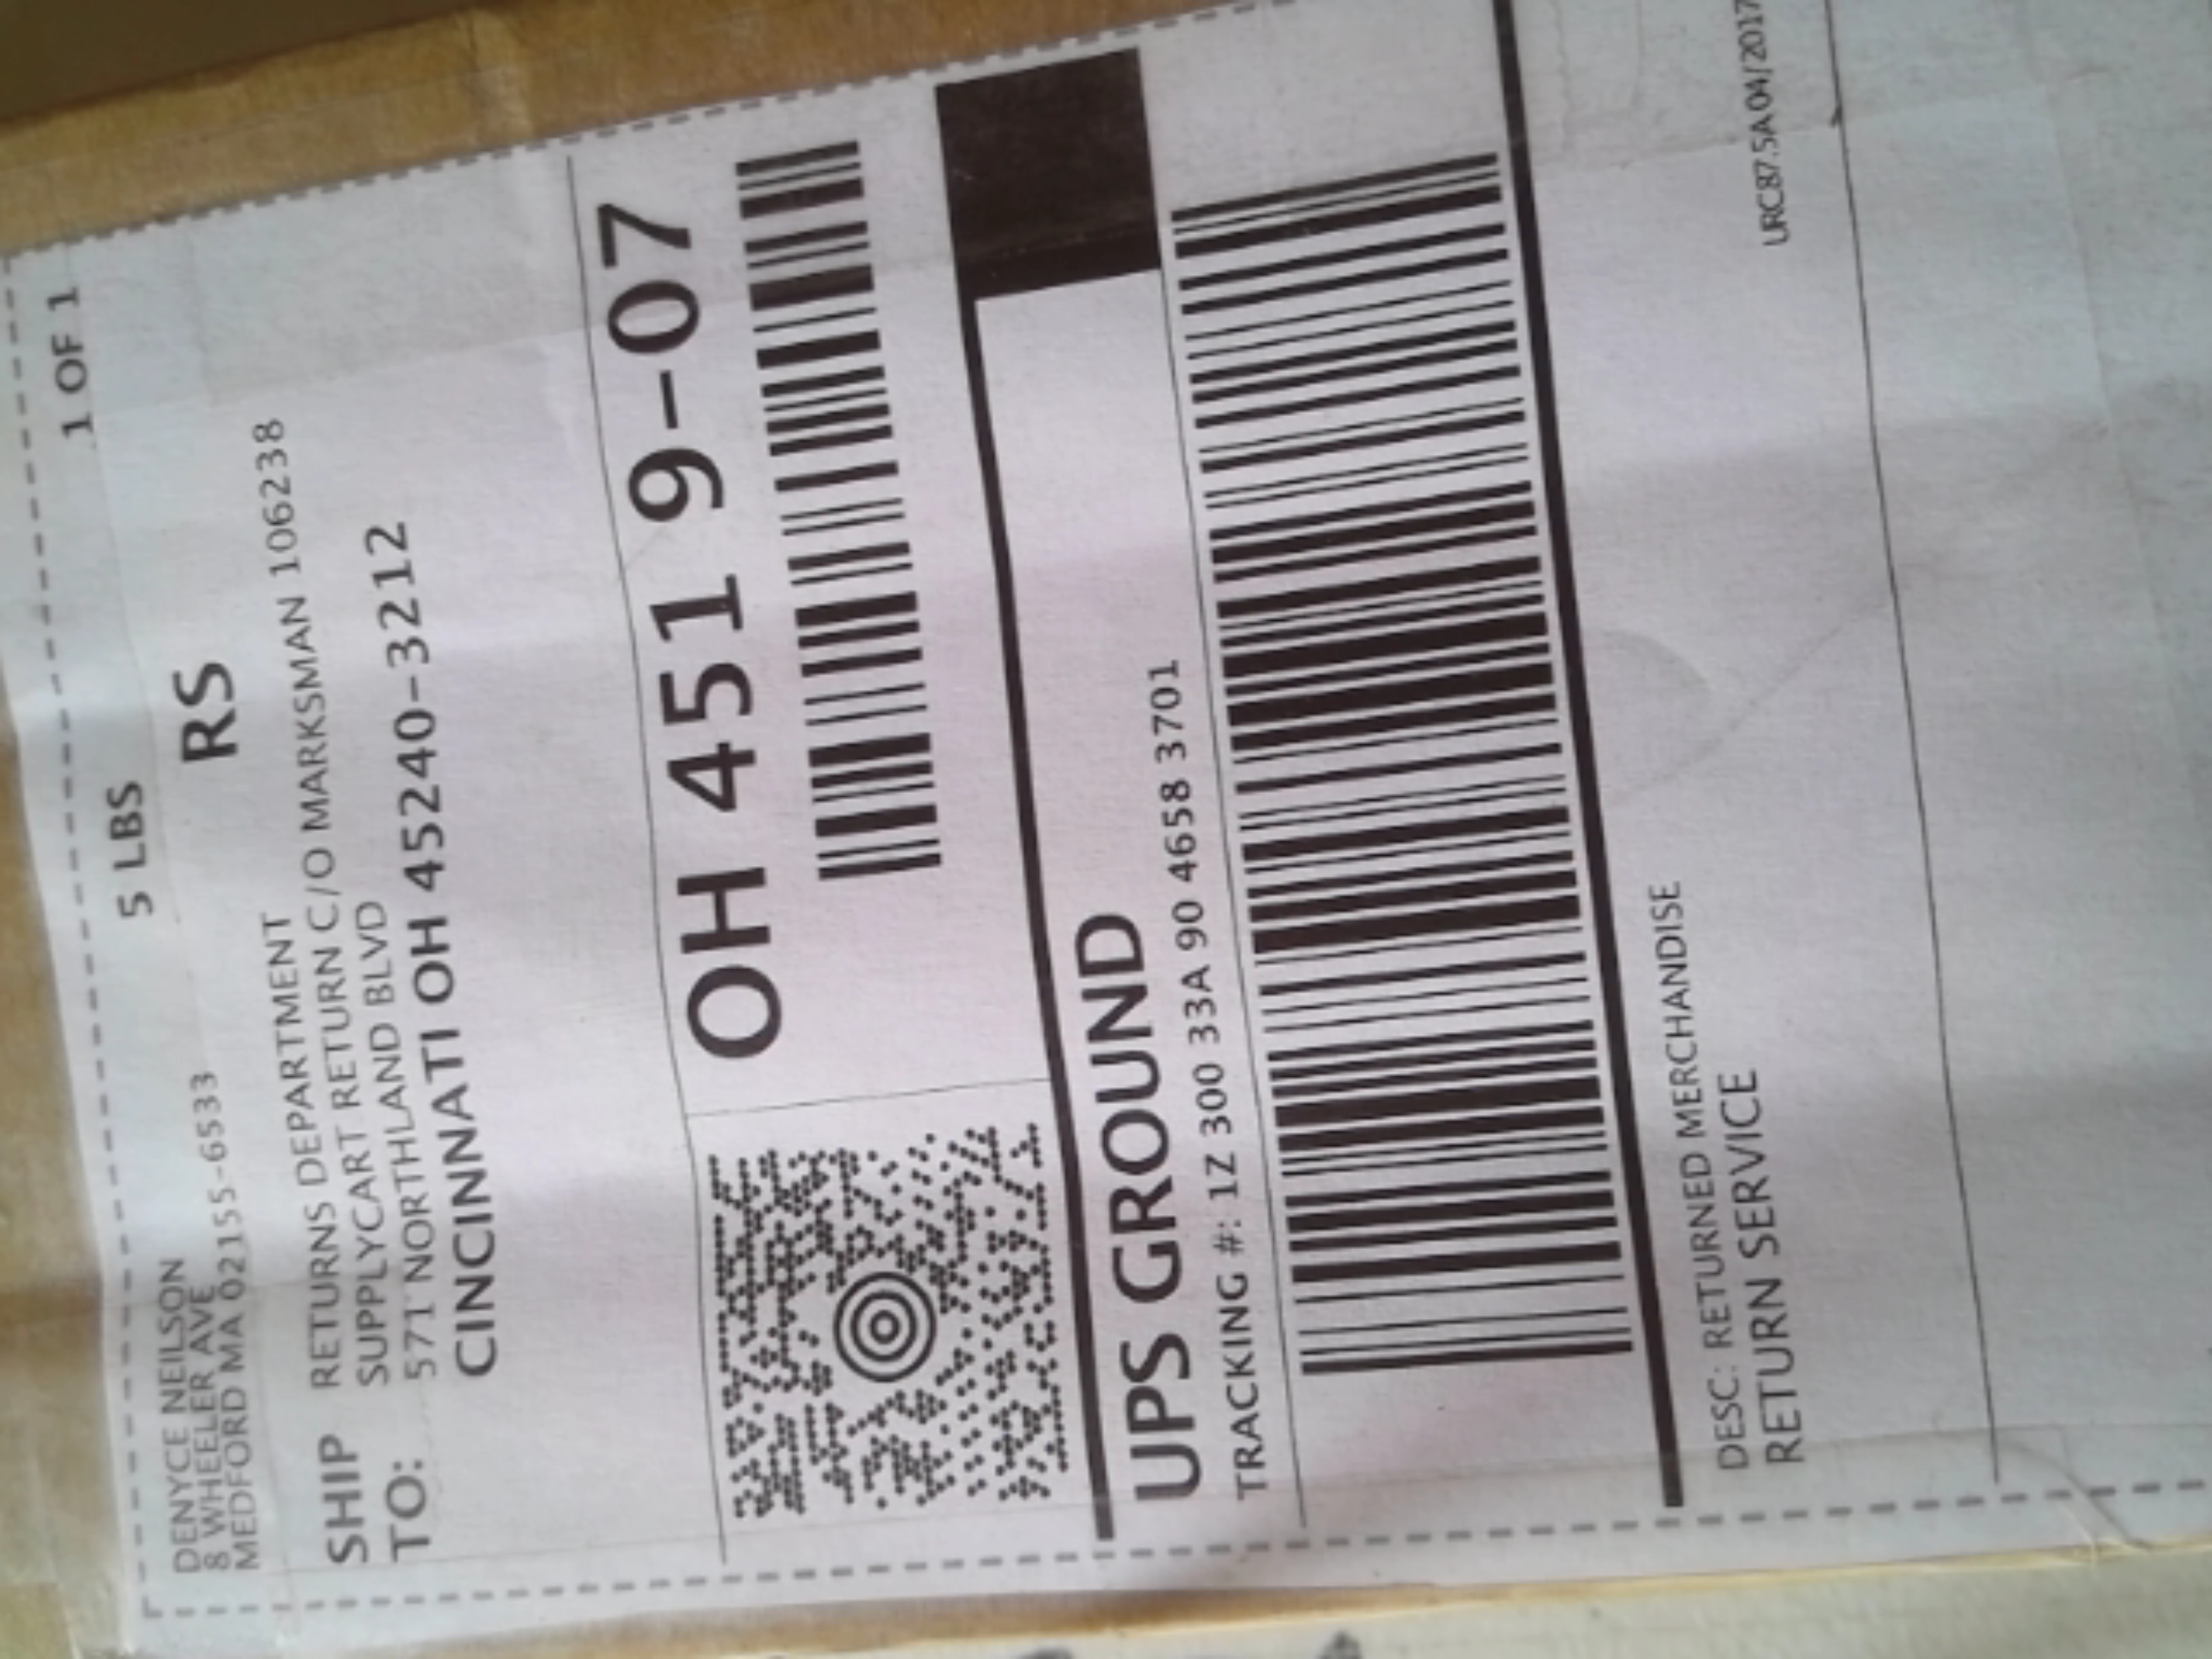 DENYCE NEILSON
8 WHEELER AVE
MEDFORD MA 02155-6533
5 LBS
1 OF 1
RS
SHIP TO:
RETURNS DEPARTMENT
SUPPLYCART RETURN C/O MARKSMAN 106238
571 NORTHLAND BLVD
CINCINNATI OH 45240-3212
OH 451 9-07
UPS GROUND
TRACKING #: 1Z 300 33A 90 4658 3701
DESC: RETURNED MERCHANDISE
RETURN SERVICE
URC87.5A 04/2017